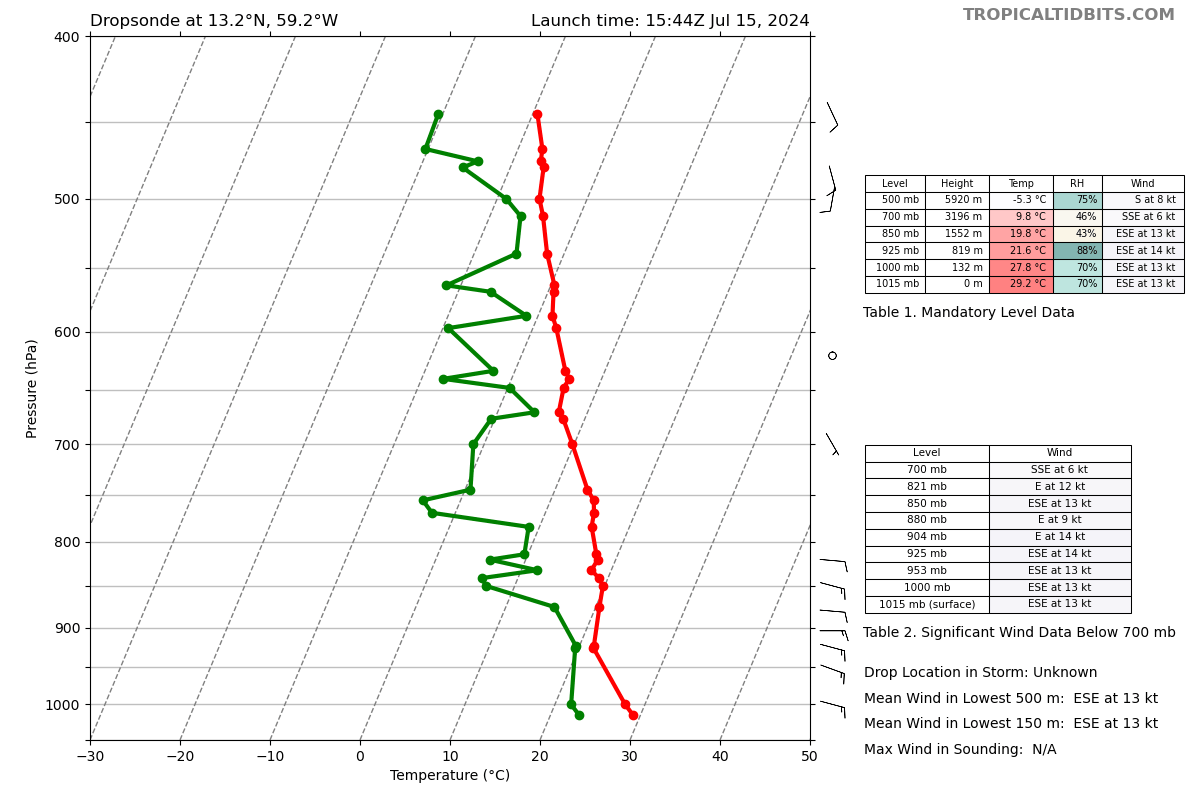 Dropsonde at 13.2°N, 59.2°W
Launch time: 15:44Z Jul 15, 2024
TROPICALTIDBITS.COM
400
500
600
700
800
900
1000
Pressure (hPa)
−30 −20 −10 0 10 20 30 40 50
Temperature (°C)
Level Height Temp RH Wind
500 mb 5920 m -5.3 °C 75% S at 8 kt
700 mb 3196 m 9.8 °C 46% SSE at 6 kt
850 mb 1552 m 19.8 °C 43% ESE at 13 kt
925 mb 819 m 21.6 °C 88% ESE at 14 kt
1000 mb 132 m 27.8 °C 70% ESE at 13 kt
1015 mb 0 m 29.2 °C 70% ESE at 13 kt
Table 1. Mandatory Level Data
Level Wind
700 mb SSE at 6 kt
821 mb E at 12 kt
850 mb ESE at 13 kt
880 mb E at 9 kt
904 mb E at 14 kt
925 mb ESE at 14 kt
953 mb ESE at 13 kt
1000 mb ESE at 13 kt
1015 mb (surface) ESE at 13 kt
Table 2. Significant Wind Data Below 700 mb
Drop Location in Storm: Unknown
Mean Wind in Lowest 500 m: ESE at 13 kt
Mean Wind in Lowest 150 m: ESE at 13 kt
Max Wind in Sounding: N/A